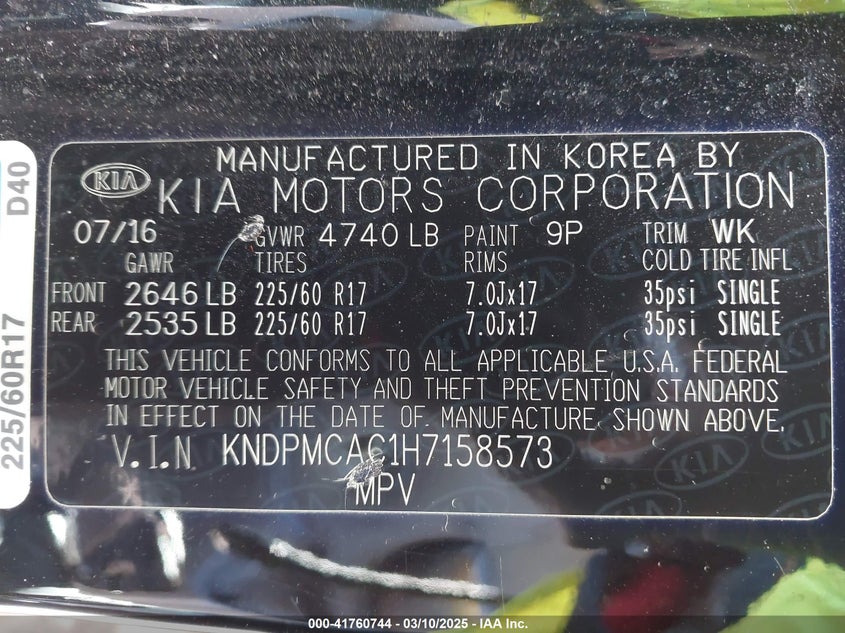 MANUFACTURED IN KOREA BY
KIA KIA MOTORS CORPORATION
07/16 GVWR 4740 LB PAINT 9P TRIM WK
GAWR TIRES RIMS COLD TIRE INFL
FRONT 2646 LB 225/60 R17 7.0Jx17 35psi SINGLE
REAR 2535 LB 225/60 R17 7.0Jx17 35psi SINGLE
THIS VEHICLE CONFORMS TO ALL APPLICABLE U.S.A. FEDERAL
MOTOR VEHICLE SAFETY AND THEFT PREVENTION STANDARDS
IN EFFECT ON THE DATE OF MANUFACTURE SHOWN ABOVE.
V.I.N KNDPMCAC1H7158573
MPV
225/60R17 D40
000-41760744 — 03/10/2025 — © IAA Inc.